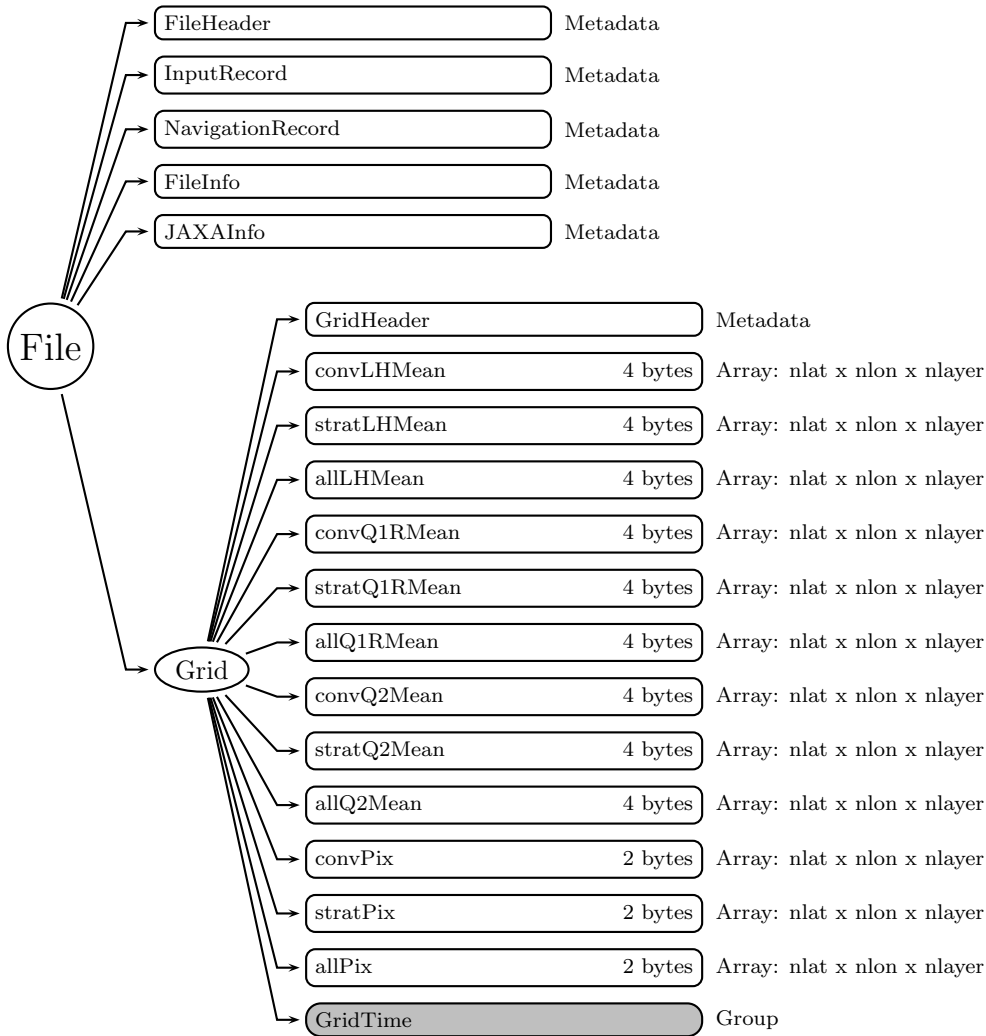 FileHeader Metadata
InputRecord Metadata
NavigationRecord Metadata
FileInfo Metadata
JAXAInfo Metadata
File
GridHeader Metadata
convLHMean 4 bytes Array: nlat x nlon x nlayer
stratLHMean 4 bytes Array: nlat x nlon x nlayer
allLHMean 4 bytes Array: nlat x nlon x nlayer
convQ1RMean 4 bytes Array: nlat x nlon x nlayer
stratQ1RMean 4 bytes Array: nlat x nlon x nlayer
allQ1RMean 4 bytes Array: nlat x nlon x nlayer
Grid
convQ2Mean 4 bytes Array: nlat x nlon x nlayer
stratQ2Mean 4 bytes Array: nlat x nlon x nlayer
allQ2Mean 4 bytes Array: nlat x nlon x nlayer
convPix 2 bytes Array: nlat x nlon x nlayer
stratPix 2 bytes Array: nlat x nlon x nlayer
allPix 2 bytes Array: nlat x nlon x nlayer
GridTime Group